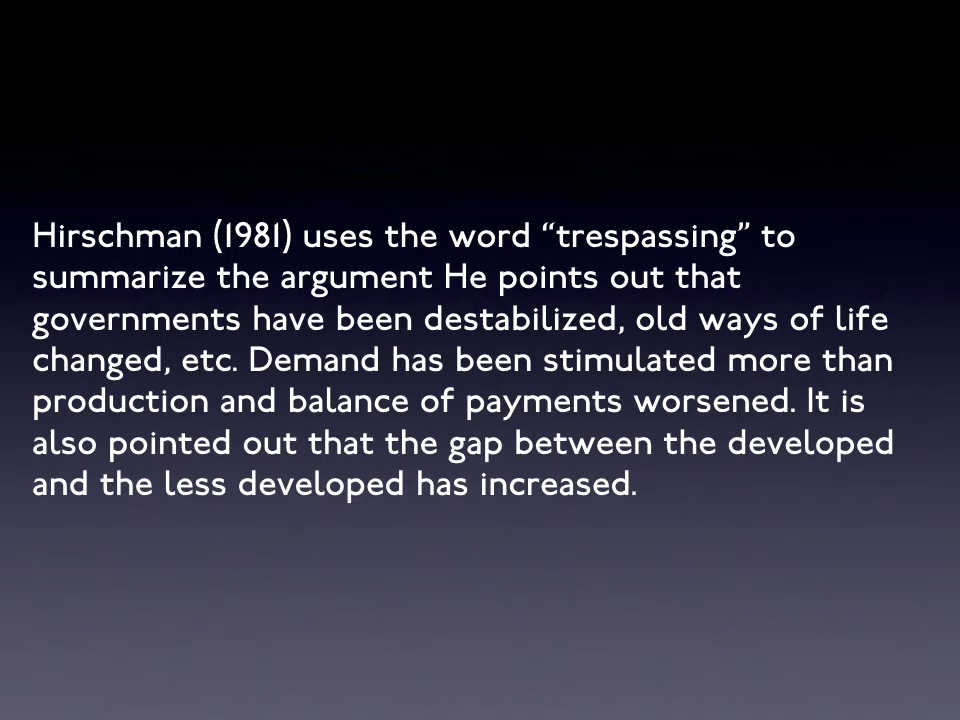 Hirschman (1981) uses the word “trespassing” to
summarize the argument He points out that
governments have been destabilized, old ways of life
changed, etc. Demand has been stimulated more than
production and balance of payments worsened. It is
also pointed out that the gap between the developed
and the less developed has increased.